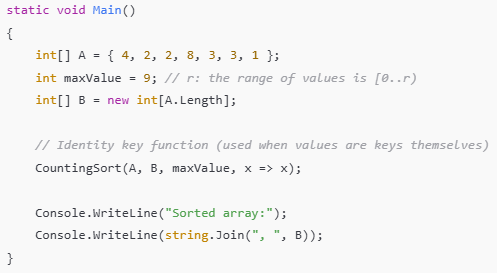 static void Main()
{
    int[] A = { 4, 2, 2, 8, 3, 3, 1 };
    int maxValue = 9; // r: the range of values is [0..r)
    int[] B = new int[A.Length];

    // Identity key function (used when values are keys themselves)
    CountingSort(A, B, maxValue, x => x);

    Console.WriteLine("Sorted array:");
    Console.WriteLine(string.Join(", ", B));
}